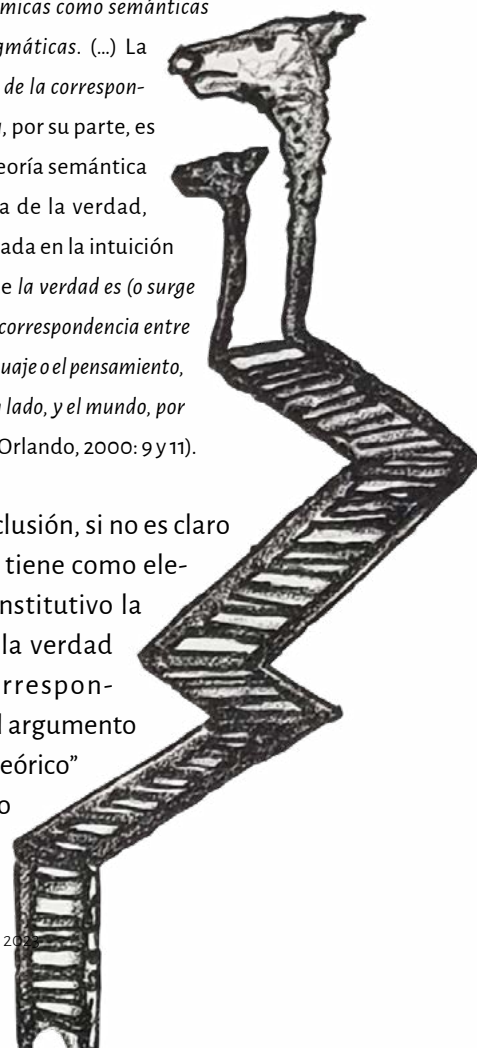 micas como semánticas
gmáticas. (...) La
de la correspon-
, por su parte, es
eoría semántica
a de la verdad,
ada en la intuición
e la verdad es (o surge
correspondencia entre
uaje o el pensamiento,
lado, y el mundo, por
Orlando, 2000: 9 y 11).
clusión, si no es claro
tiene como ele-
nstitutivo la
la verdad
rrespon-
l argumento
eórico”
o
2023